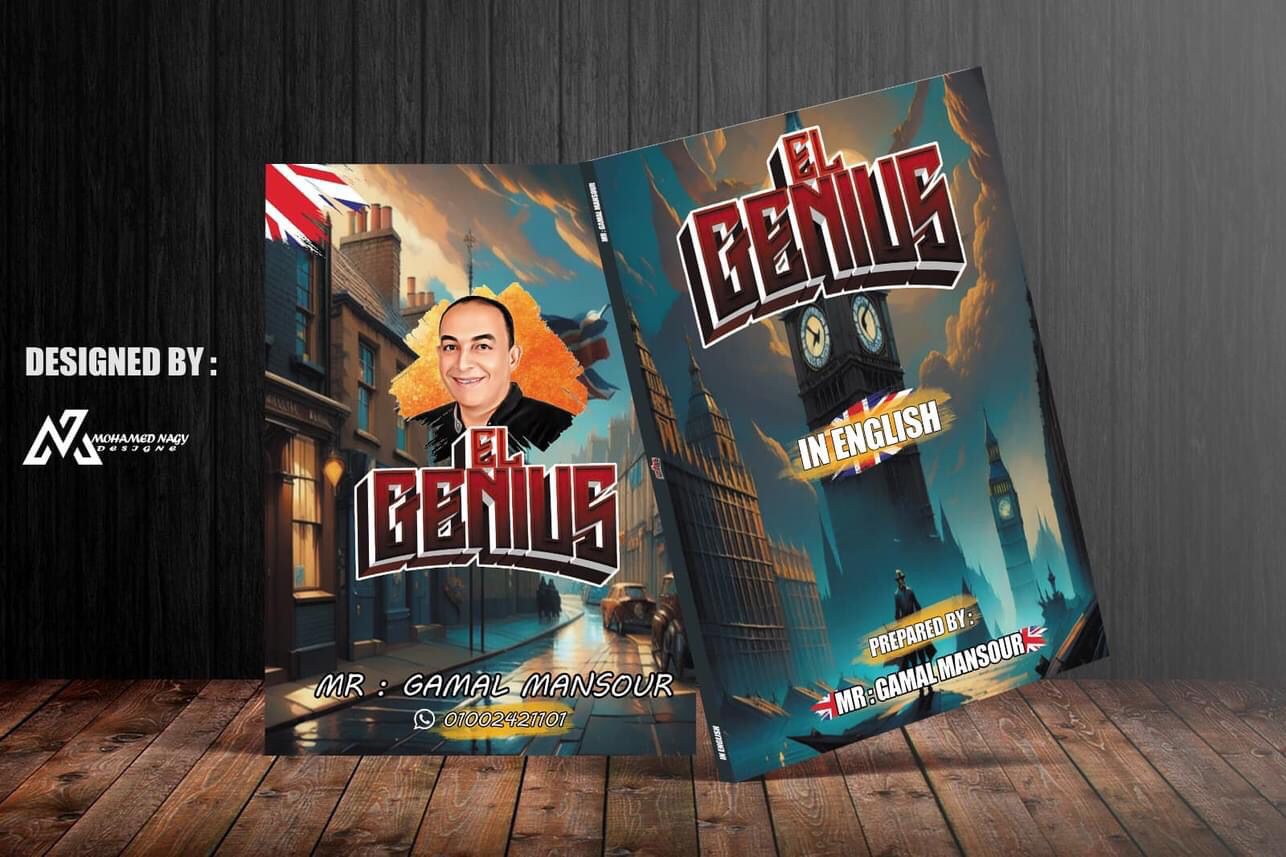 DESIGNED BY :
MOHAMED NAGY
DESIGNE
EL
GENIUS
MR : GAMAL MANSOUR
01002421101
MR : GAMAL MANSOUR
IN ENGLISH
EL
GENIUS
IN ENGLISH
PREPARED BY :
MR : GAMAL MANSOUR